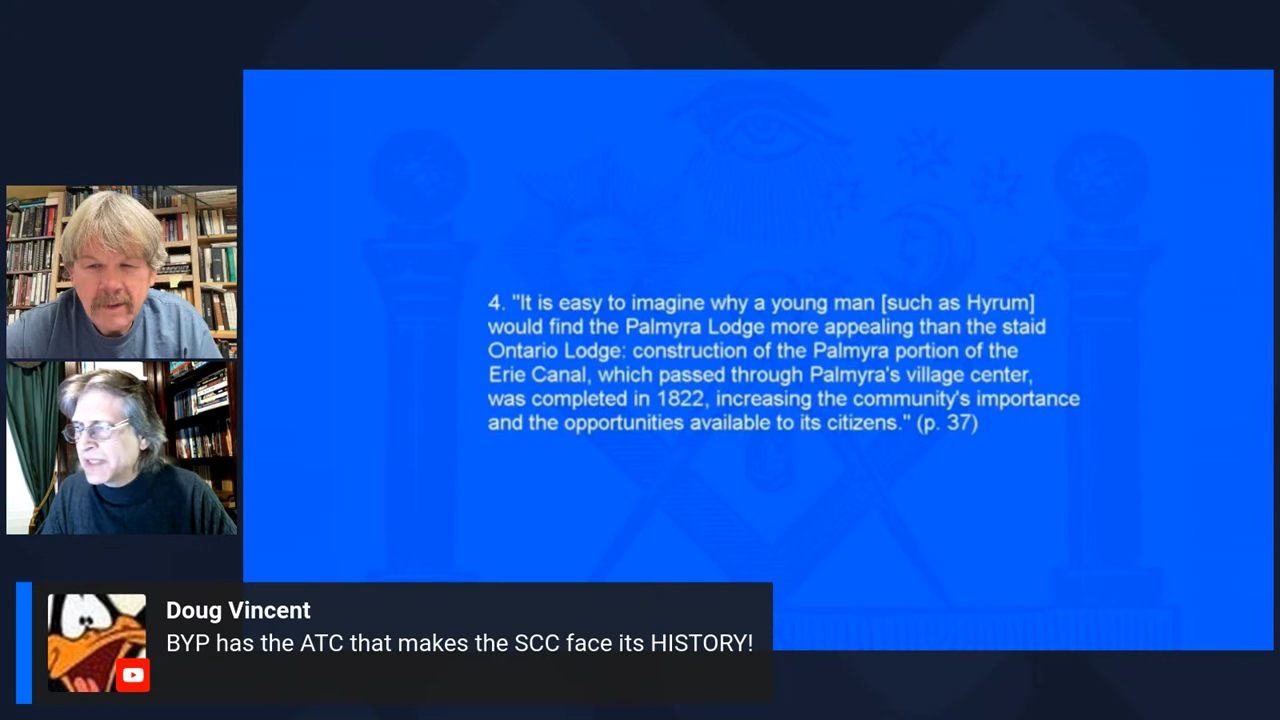 4. "It is easy to imagine why a young man [such as Hyrum]
would find the Palmyra Lodge more appealing than the staid
Ontario Lodge: construction of the Palmyra portion of the
Erie Canal, which passed through Palmyra's village center,
was completed in 1822, increasing the community's importance
and the opportunities available to its citizens." (p. 37)
Doug Vincent
BYP has the ATC that makes the SCC face its HISTORY!